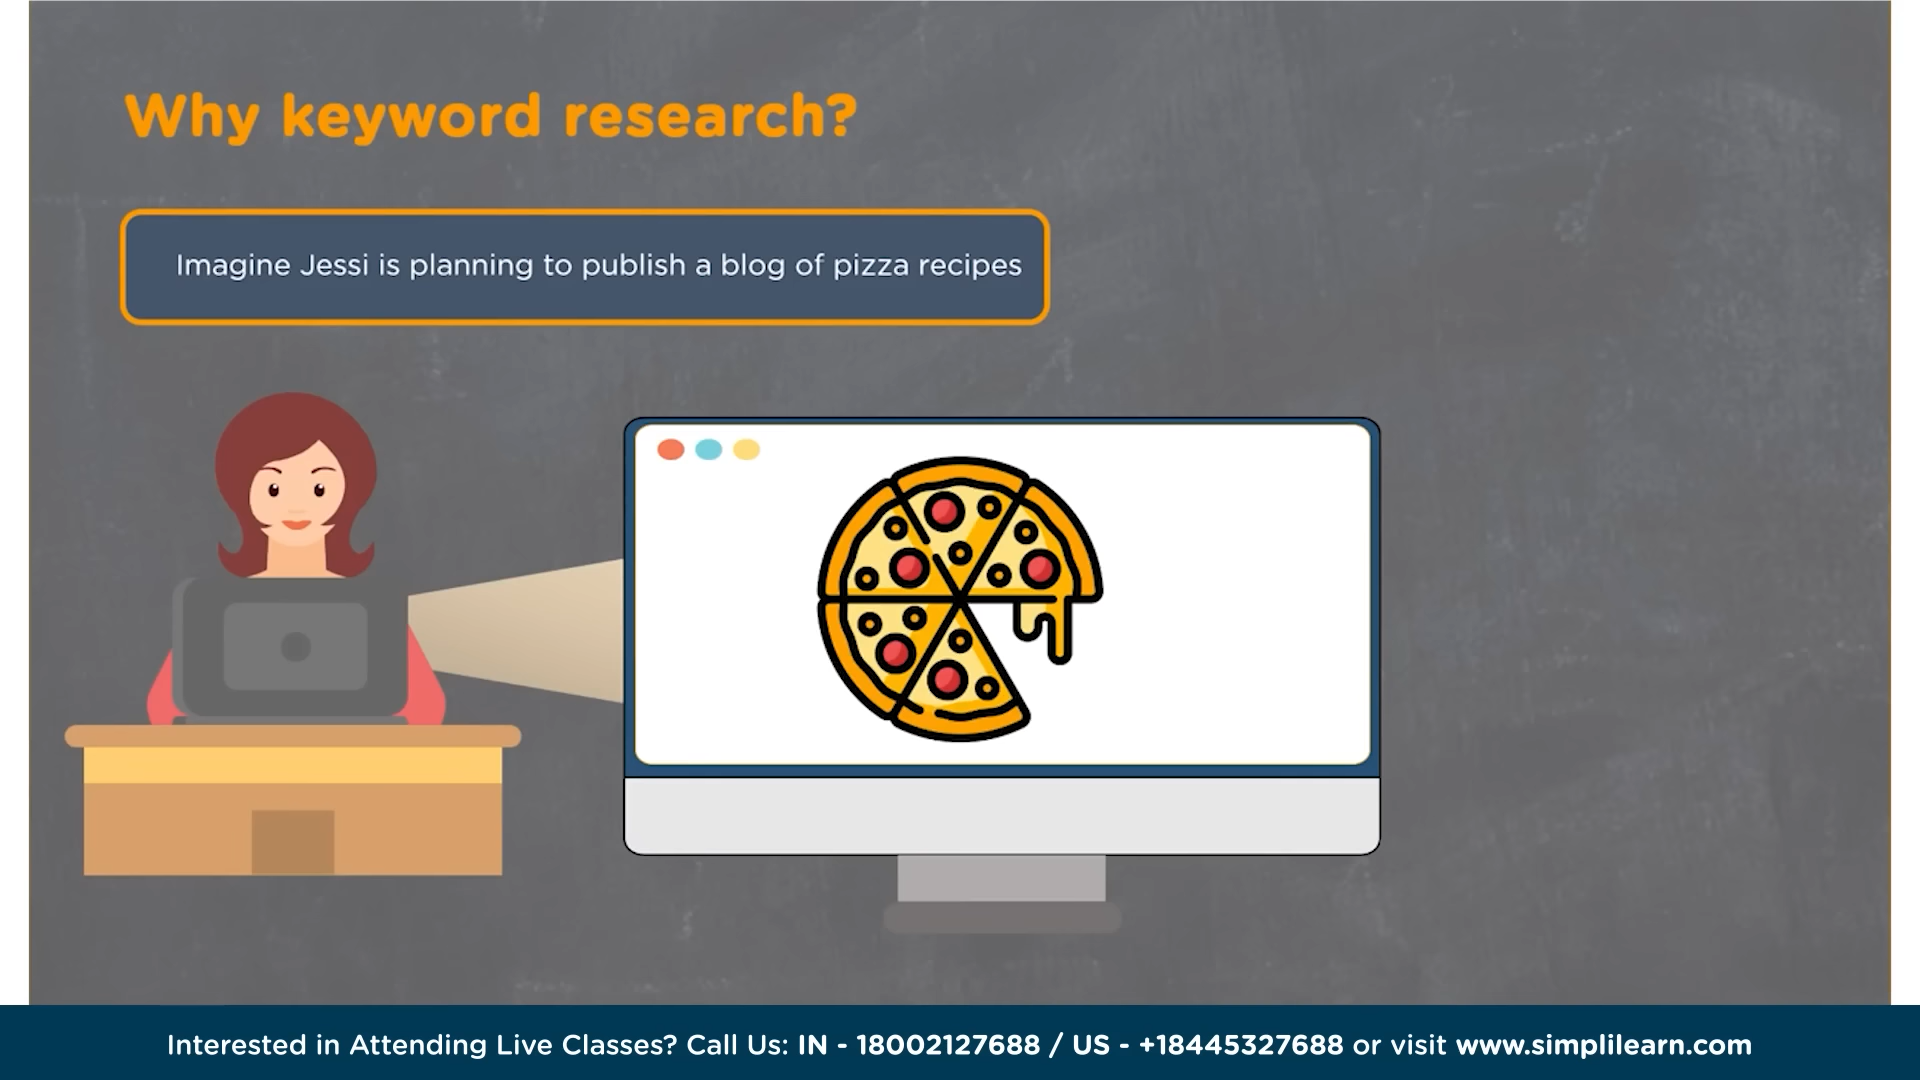 Why keyword research?
Imagine Jessi is planning to publish a blog of pizza recipes
Interested in Attending Live Classes? Call Us: IN - 18002127688 / US - +18445327688 or visit www.simplilearn.com